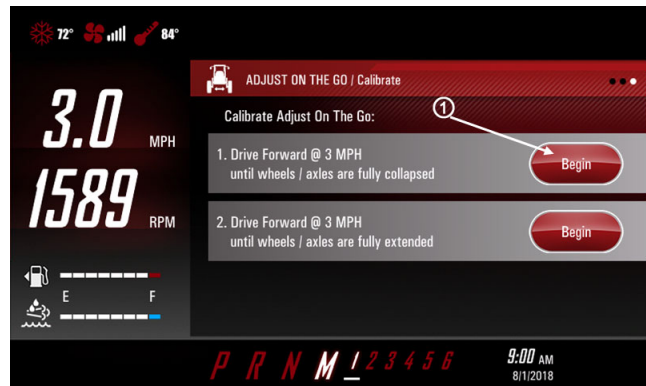 72° 84°
ADJUST ON THE GO / Calibrate
3.0 MPH
Calibrate Adjust On The Go:
1
1. Drive Forward @ 3 MPH
until wheels / axles are fully collapsed
Begin
1589 RPM
2. Drive Forward @ 3 MPH
until wheels / axles are fully extended
Begin
E F
P R N M 1 2 3 4 5 6
9:00 AM
8/1/2018